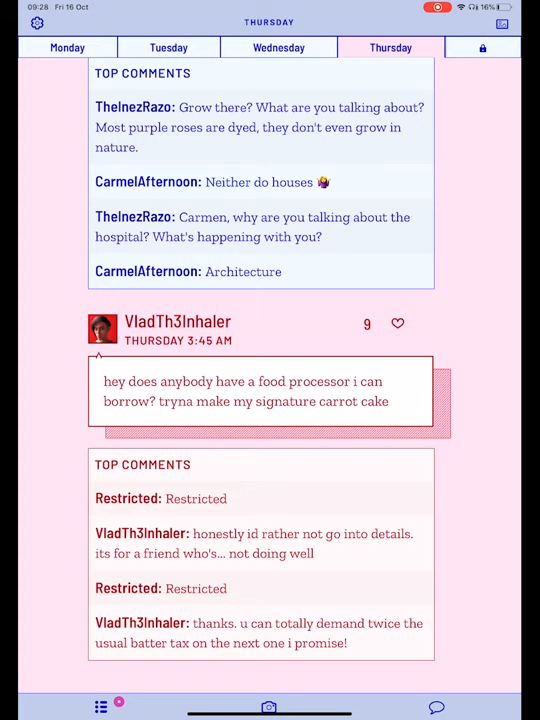 09:28 Fri 16 Oct
16%
THURSDAY
Monday
Tuesday
Wednesday
Thursday
TOP COMMENTS
TheInezRazo: Grow there? What are you talking about?
Most purple roses are dyed, they don't even grow in
nature.
CarmelAfternoon: Neither do houses 🤷‍♀️
TheInezRazo: Carmen, why are you talking about the
hospital? What's happening with you?
CarmelAfternoon: Architecture
VladTh3Inhaler
9
THURSDAY 3:45 AM
hey does anybody have a food processor i can
borrow? tryna make my signature carrot cake
TOP COMMENTS
Restricted: Restricted
VladTh3Inhaler: honestly id rather not go into details.
its for a friend who's... not doing well
Restricted: Restricted
VladTh3Inhaler: thanks. u can totally demand twice the
usual batter tax on the next one i promise!